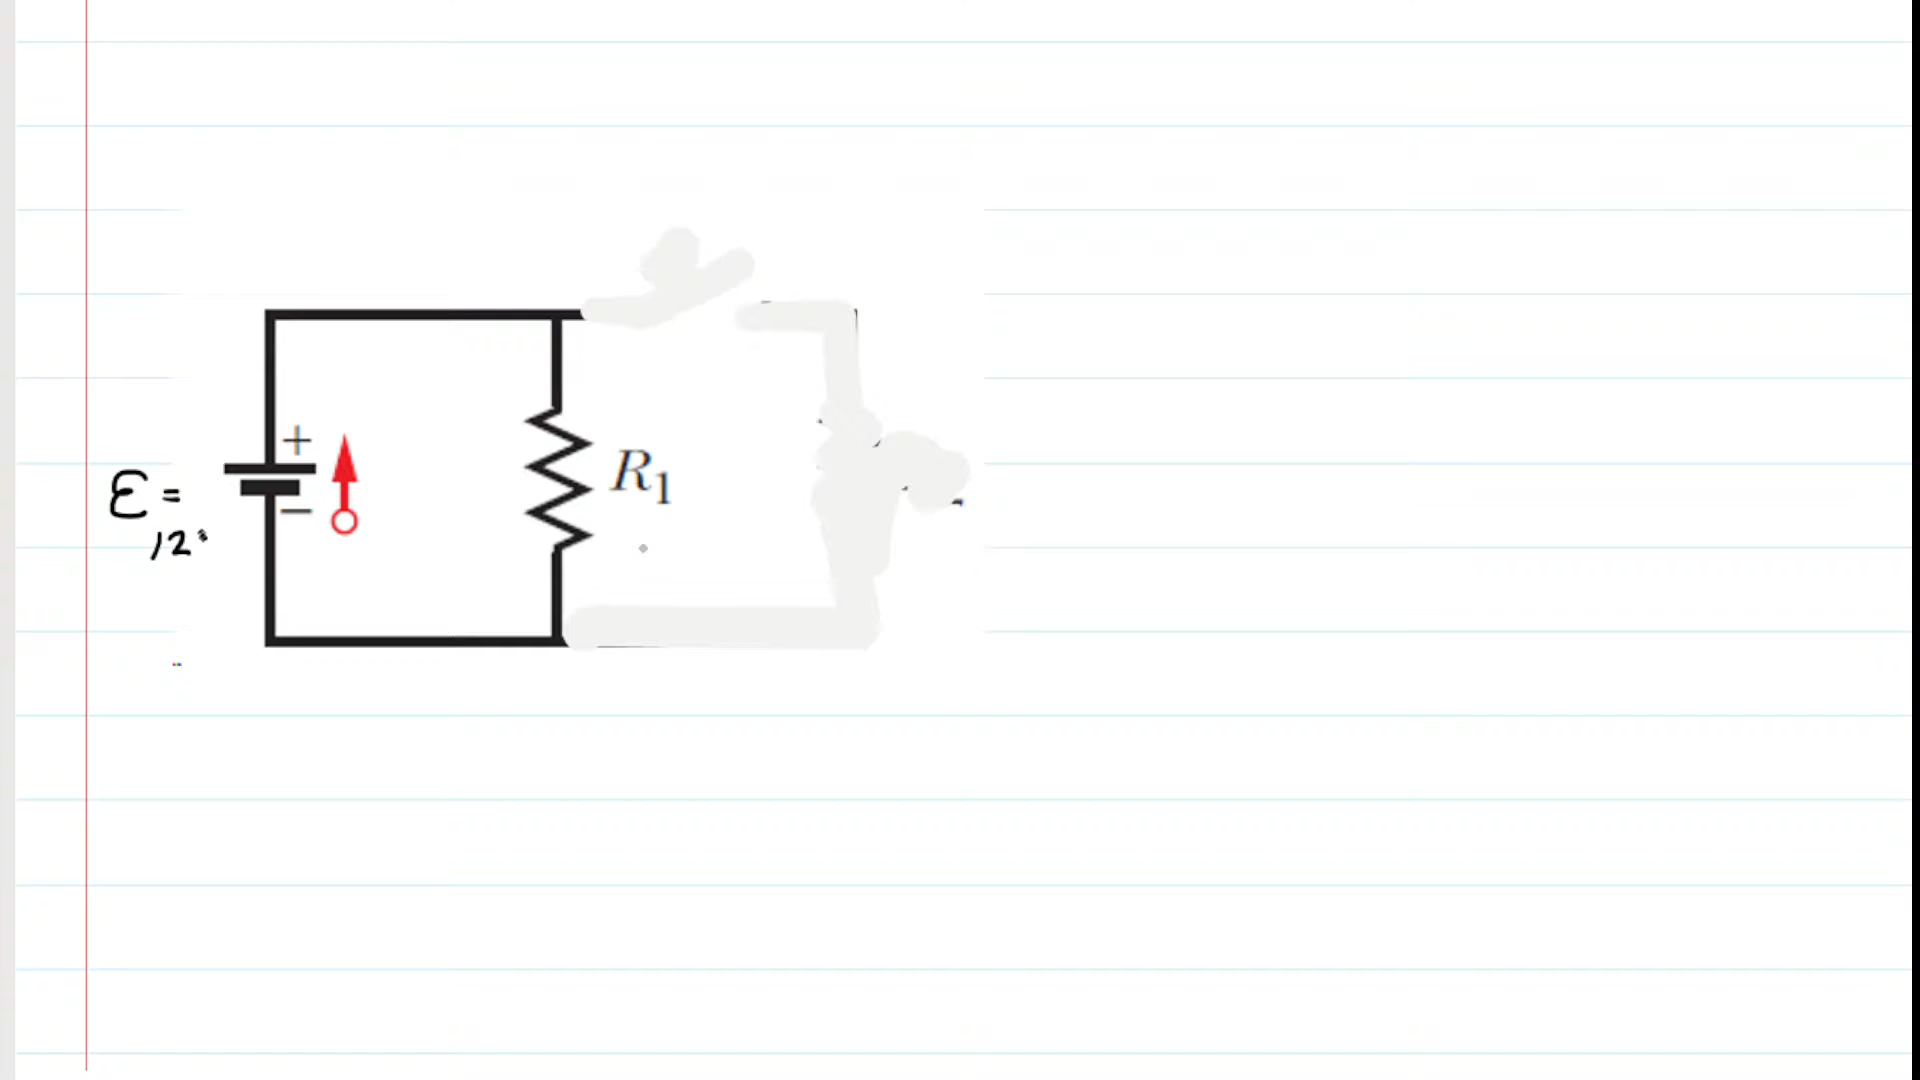 +
R₁
ℰ =
−
12